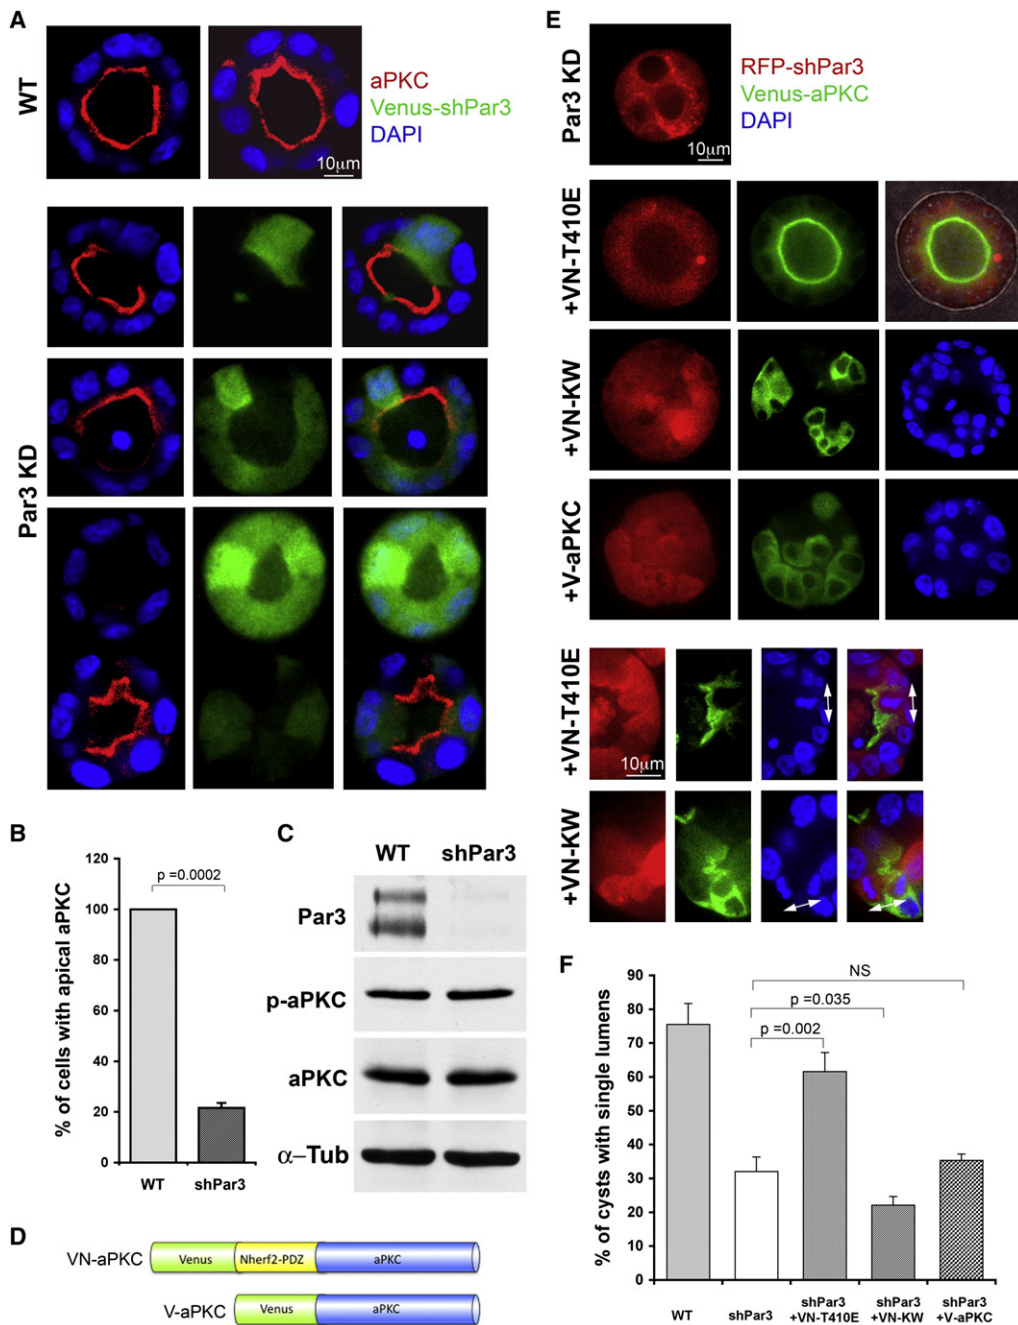 A
WT
aPKC
Venus-shPar3
DAPI
10μm
Par3 KD
B
% of cells with apical aPKC
120
100
80
60
40
20
0
p =0.0002
WT
shPar3
C
WT
shPar3
Par3
p-aPKC
aPKC
α–Tub
D
VN-aPKC
Venus
Nherf2-PDZ
aPKC
V-aPKC
Venus
aPKC
E
Par3 KD
RFP-shPar3
Venus-aPKC
DAPI
10μm
+VN-T410E
+VN-KW
+V-aPKC
+VN-T410E
10μm
+VN-KW
F
% of cysts with single lumens
90
80
70
60
50
40
30
20
10
0
NS
p =0.035
p =0.002
WT
shPar3
shPar3
+VN-T410E
shPar3
+VN-KW
shPar3
+V-aPKC